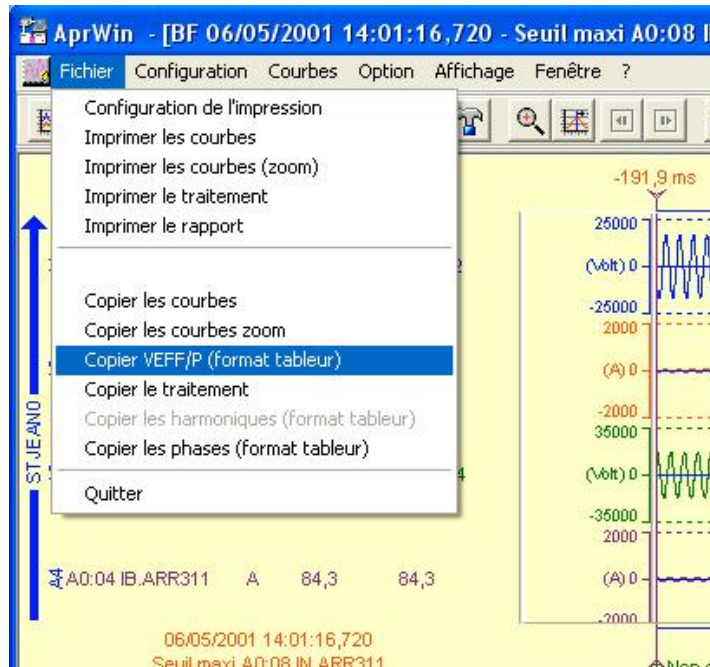 AprWin - [BF 06/05/2001 14:01:16,720 - Seuil maxi A0:08 I
Fichier Configuration Courbes Option Affichage Fenêtre ?
Configuration de l'impression
Imprimer les courbes
Imprimer les courbes (zoom)
Imprimer le traitement
Imprimer le rapport
Copier les courbes
Copier les courbes zoom
Copier VEFF/P (format tableur)
Copier le traitement
Copier les harmoniques (format tableur)
Copier les phases (format tableur)
Quitter
-191,9 ms
25000
(Volt) 0
-25000
2000
(A) 0
-2000
35000
(Volt) 0
-35000
2000
(A) 0
-2000
STJEANO
A4 A0:04 IB.ARR311 A 84,3 84,3
06/05/2001 14:01:16,720
Seuil maxi A0:08 IN.ARR311